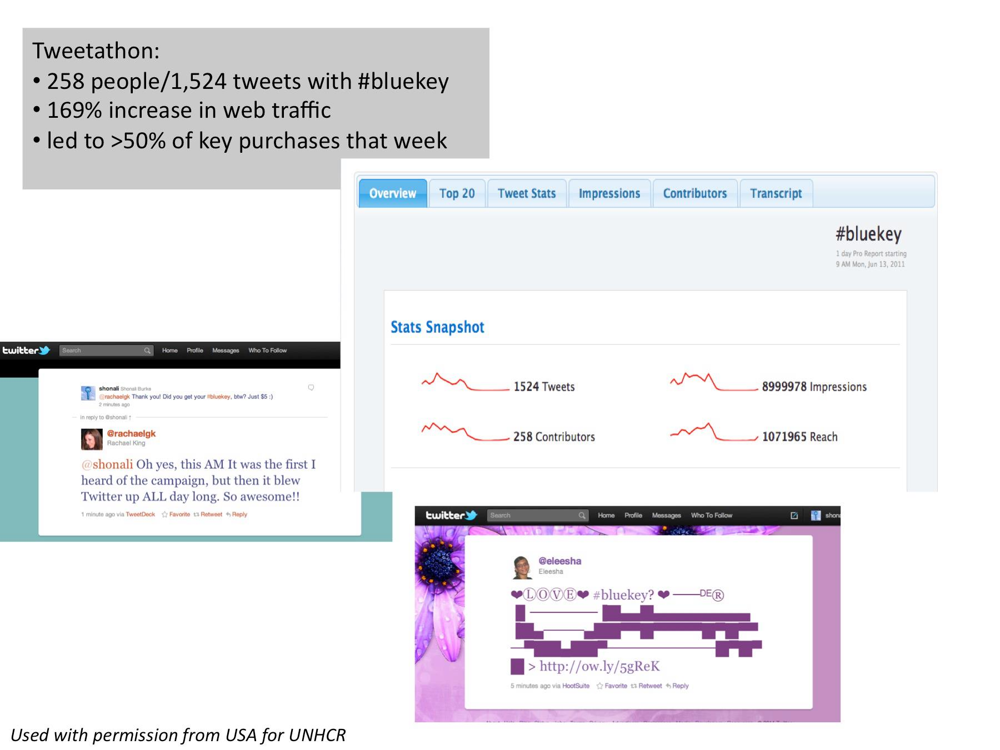 Tweetathon:
• 258 people/1,524 tweets with #bluekey
• 169% increase in web traffic
• led to >50% of key purchases that week
Overview Top 20 Tweet Stats Impressions Contributors Transcript
#bluekey
1 day Pro Report starting
9 AM Mon, Jun 13, 2011
Stats Snapshot
1524 Tweets
8999978 Impressions
258 Contributors
1071965 Reach
twitter Search Home Profile Messages Who To Follow
shonali Shonali Burke
@rachaelgk Thank you! Did you get your #bluekey, btw? Just $5 :)
2 minutes ago
in reply to @shonali ↑
@rachaelgk
Rachael King
@shonali Oh yes, this AM It was the first I
heard of the campaign, but then it blew
Twitter up ALL day long. So awesome!!
1 minute ago via TweetDeck Favorite Retweet Reply
twitter Search Home Profile Messages Who To Follow shona
@eleesha
Eleesha
❤ⓁⓄⓋⒺ❤ #bluekey? ❤ ───ᴰᴱ®
> http://ow.ly/5gReK
5 minutes ago via HootSuite Favorite Retweet Reply
Used with permission from USA for UNHCR